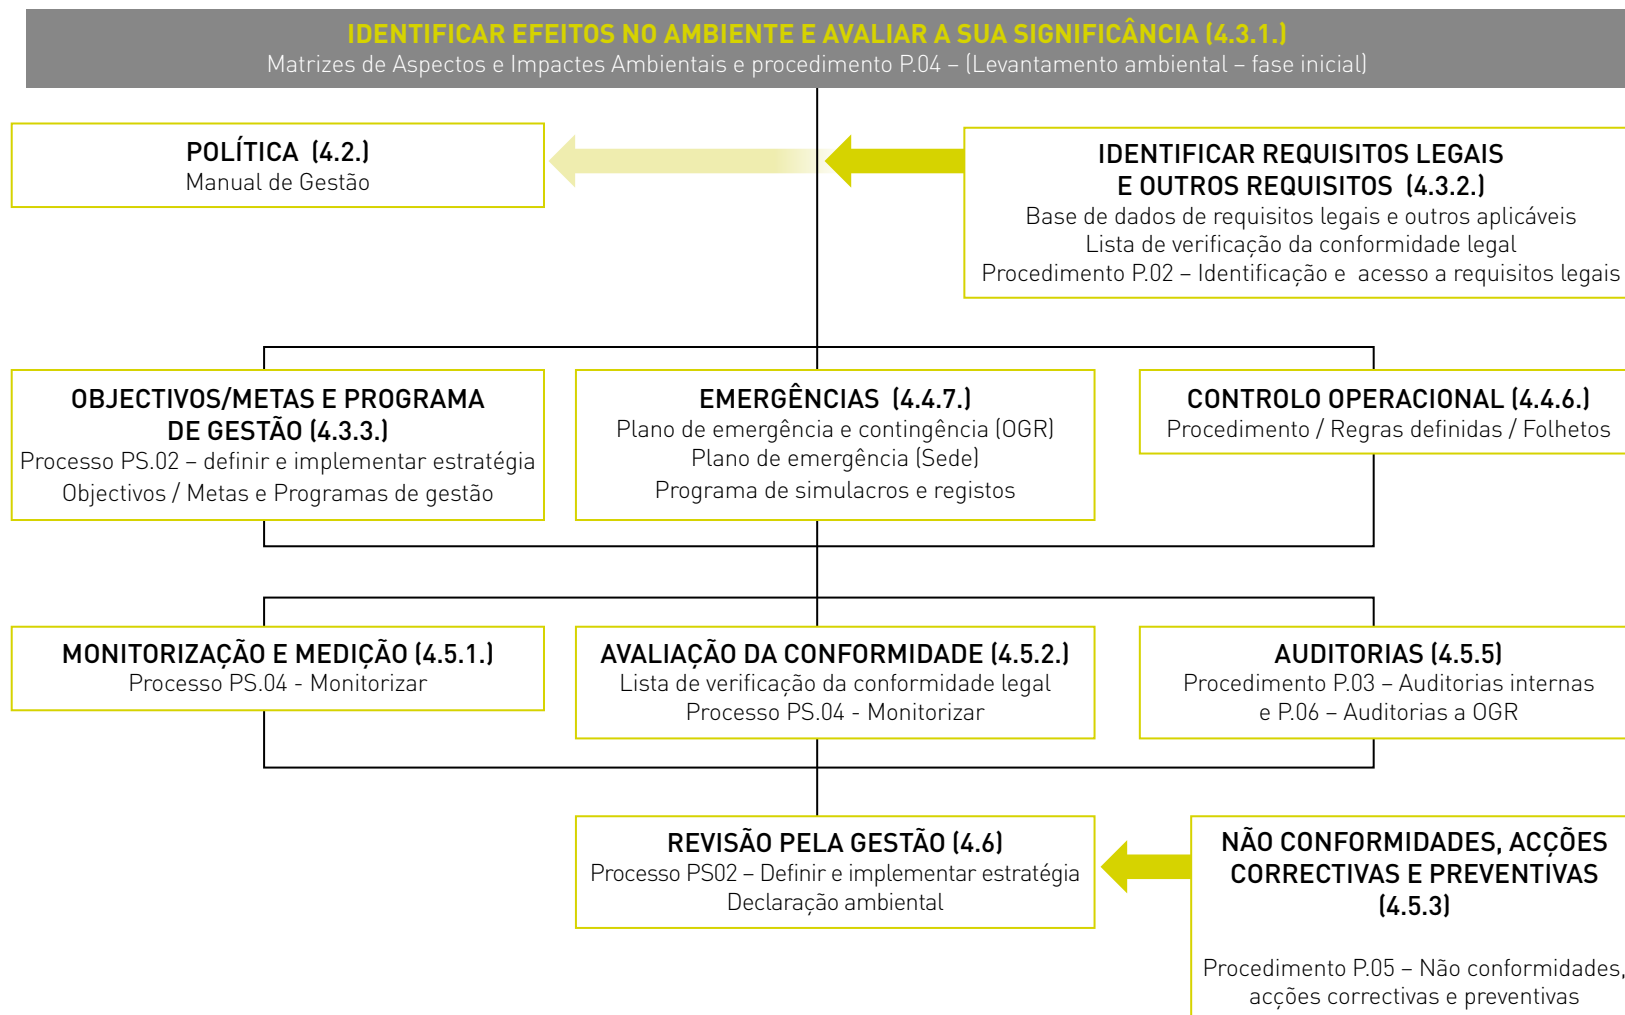 IDENTIFICAR EFEITOS NO AMBIENTE E AVALIAR A SUA SIGNIFICÂNCIA (4.3.1.)
Matrizes de Aspectos e Impactes Ambientais e procedimento P.04 – (Levantamento ambiental – fase inicial)
POLÍTICA (4.2.)
Manual de Gestão
IDENTIFICAR REQUISITOS LEGAIS
E OUTROS REQUISITOS (4.3.2.)
Base de dados de requisitos legais e outros aplicáveis
Lista de verificação da conformidade legal
Procedimento P.02 – Identificação e acesso a requisitos legais
OBJECTIVOS/METAS E PROGRAMA
DE GESTÃO (4.3.3.)
Processo PS.02 – definir e implementar estratégia
Objectivos / Metas e Programas de gestão
EMERGÊNCIAS (4.4.7.)
Plano de emergência e contingência (OGR)
Plano de emergência (Sede)
Programa de simulacros e registos
CONTROLO OPERACIONAL (4.4.6.)
Procedimento / Regras definidas / Folhetos
MONITORIZAÇÃO E MEDIÇÃO (4.5.1.)
Processo PS.04 - Monitorizar
AVALIAÇÃO DA CONFORMIDADE (4.5.2.)
Lista de verificação da conformidade legal
Processo PS.04 - Monitorizar
AUDITORIAS (4.5.5)
Procedimento P.03 – Auditorias internas
e P.06 – Auditorias a OGR
REVISÃO PELA GESTÃO (4.6)
Processo PS02 – Definir e implementar estratégia
Declaração ambiental
NÃO CONFORMIDADES, ACÇÕES
CORRECTIVAS E PREVENTIVAS
(4.5.3)
Procedimento P.05 – Não conformidades,
acções correctivas e preventivas